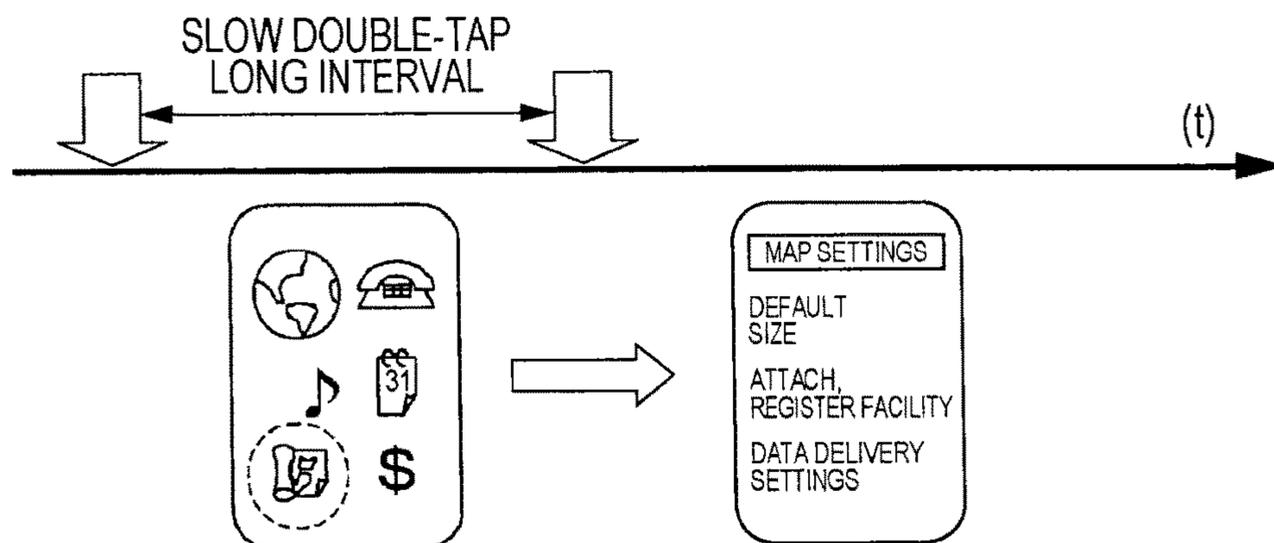 SLOW DOUBLE-TAP
LONG INTERVAL
(t)
31
$
MAP SETTINGS
DEFAULT
SIZE
ATTACH,
REGISTER FACILITY
DATA DELIVERY
SETTINGS